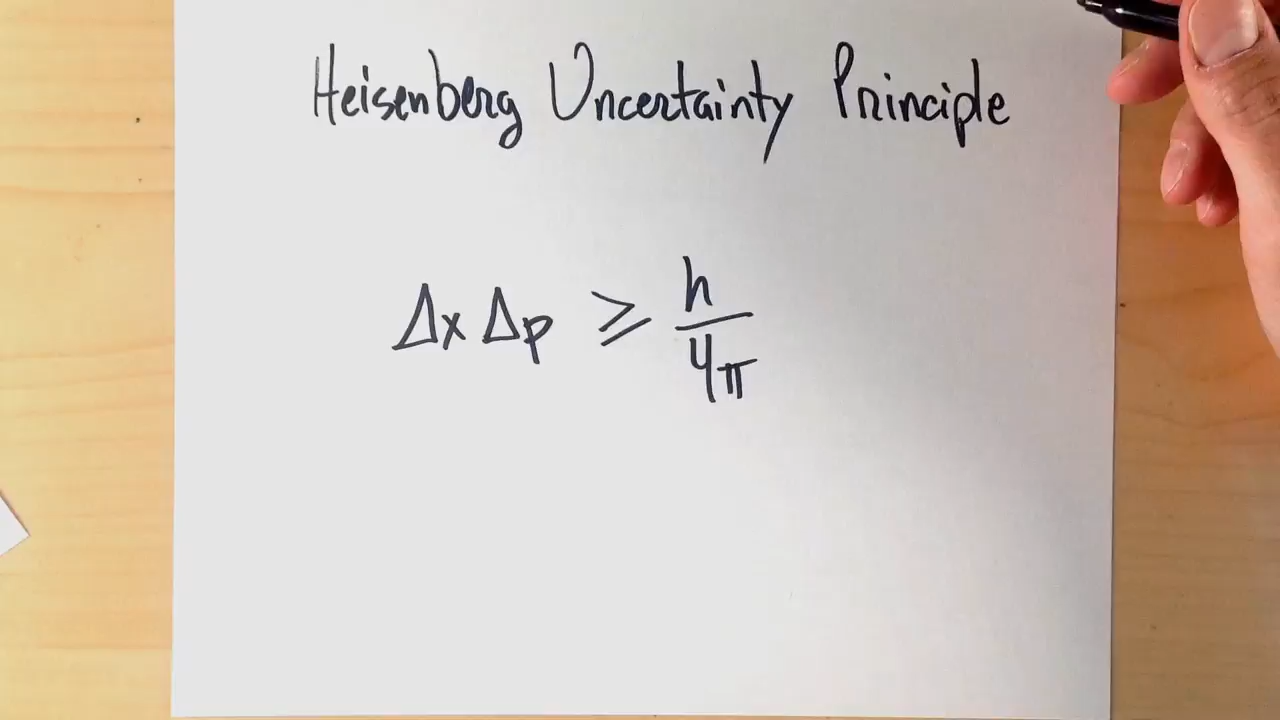 Heisenberg Uncertainty Principle
Δx Δp ≥ h/4π